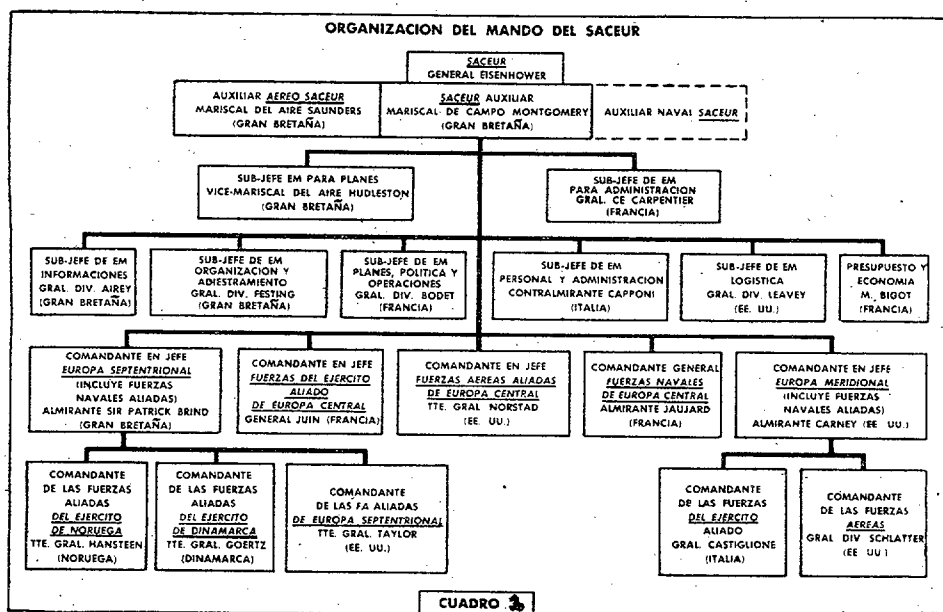 ORGANIZACION DEL MANDO DEL SACEUR
SACEUR
GENERAL EISENHOWER
AUXILIAR AEREO SACEUR
MARISCAL DEL AIRE SAUNDERS
(GRAN BRETAÑA)
SACEUR AUXILIAR
MARISCAL DE CAMPO MONTGOMERY
(GRAN BRETAÑA)
AUXILIAR NAVAL SACEUR
SUB-JEFE EM PARA PLANES
VICE-MARISCAL DEL AIRE HUDLESTON
(GRAN BRETAÑA)
SUB-JEFE DE EM
PARA ADMINISTRACION
GRAL. CE CARPENTIER
(FRANCIA)
SUB-JEFE DE EM
INFORMACIONES
GRAL. DIV. AIREY
(GRAN BRETAÑA)
SUB-JEFE DE EM
ORGANIZACION Y
ADIESTRAMIENTO
GRAL. DIV. FESTING
(GRAN BRETAÑA)
SUB-JEFE DE EM
PLANES, POLITICA Y
OPERACIONES
GRAL. DIV. BODET
(FRANCIA)
SUB-JEFE DE EM
PERSONAL Y ADMINISTRACION
CONTRALMIRANTE CAPPONI
(ITALIA)
SUB-JEFE DE EM
LOGISTICA
GRAL. DIV. LEAVEY
(EE. UU.)
PRESUPUESTO Y
ECONOMIA
M. BIGOT
(FRANCIA)
COMANDANTE EN JEFE
EUROPA SEPTENTRIONAL
(INCLUYE FUERZAS
NAVALES ALIADAS)
ALMIRANTE SIR PATRICK BRIND
(GRAN BRETAÑA)
COMANDANTE EN JEFE
FUERZAS DEL EJERCITO
ALIADO
DE EUROPA CENTRAL
GENERAL JUIN (FRANCIA)
COMANDANTE EN JEFE
FUERZAS AEREAS ALIADAS
DE EUROPA CENTRAL
TTE. GRAL NORSTAD
(EE. UU.)
COMANDANTE GENERAL
FUERZAS NAVALES
DE EUROPA CENTRAL
ALMIRANTE JAUJARD
(FRANCIA)
COMANDANTE EN JEFE
EUROPA MERIDIONAL
(INCLUYE FUERZAS
NAVALES ALIADAS)
ALMIRANTE CARNEY (EE UU.)
COMANDANTE
DE LAS FUERZAS
ALIADAS
DEL EJERCITO
DE NORUEGA
TTE. GRAL. HANSTEEN
(NORUEGA)
COMANDANTE
DE LAS FUERZAS
ALIADAS
DEL EJERCITO
DE DINAMARCA
TTE. GRAL. GOERTZ
(DINAMARCA)
COMANDANTE
DE LAS FA ALIADAS
DE EUROPA SEPTENTRIONAL
TTE. GRAL. TAYLOR
(EE. UU.)
COMANDANTE
DE LAS FUERZAS
DEL EJERCITO
ALIADO
GRAL. CASTIGLIONE
(ITALIA)
COMANDANTE
DE LAS FUERZAS
AEREAS
GRAL DIV SCHLATTER
(EE UU)
CUADRO